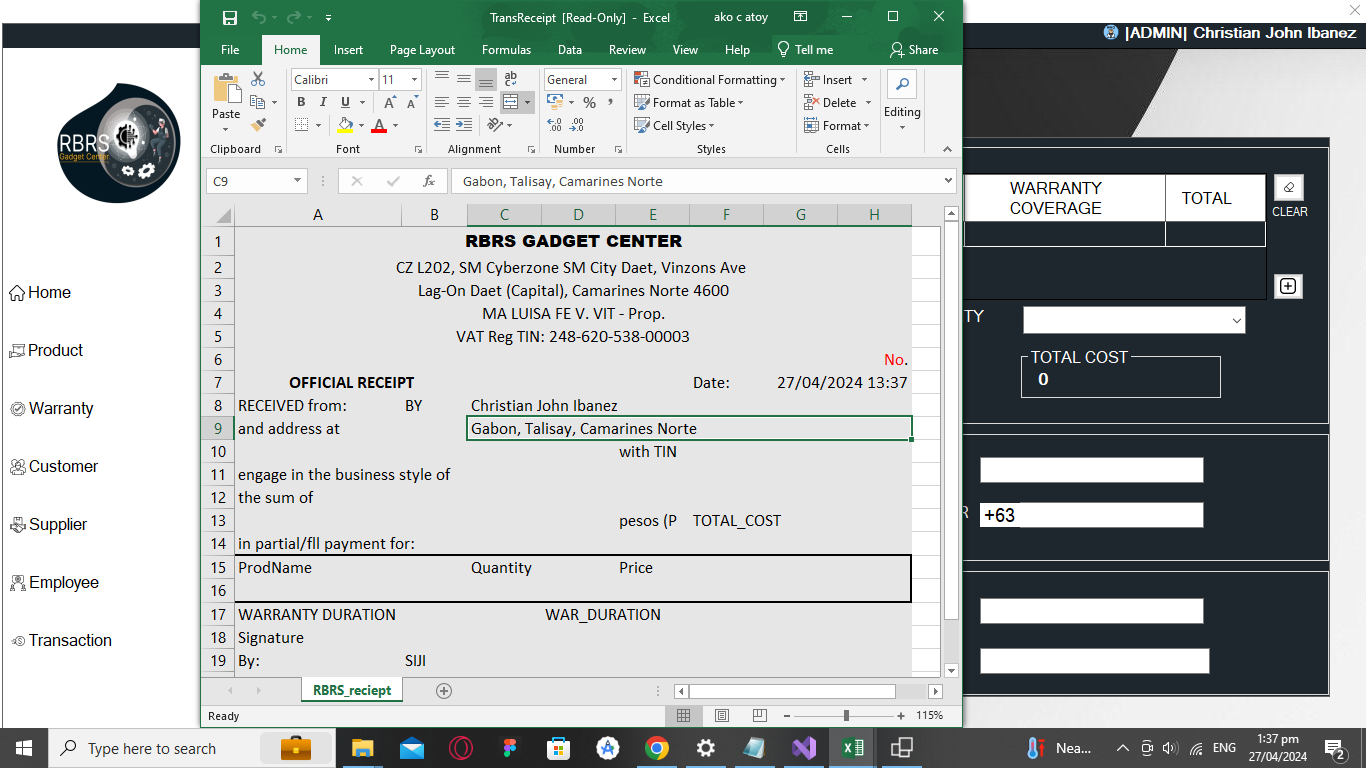 TransReceipt [Read-Only] - Excel
ako c atoy
|ADMIN| Christian John Ibanez
File Home Insert Page Layout Formulas Data Review View Help Tell me Share
Calibri 11 General Conditional Formatting Insert
Paste B I U Format as Table Delete Editing
Cell Styles Format
Clipboard Font Alignment Number Styles Cells
C9 fx Gabon, Talisay, Camarines Norte
A B C D E F G H
1 RBRS GADGET CENTER
2 CZ L202, SM Cyberzone SM City Daet, Vinzons Ave
3 Lag-On Daet (Capital), Camarines Norte 4600
4 MA LUISA FE V. VIT - Prop.
5 VAT Reg TIN: 248-620-538-00003
6 No.
7 OFFICIAL RECEIPT Date: 27/04/2024 13:37
8 RECEIVED from: BY Christian John Ibanez
9 and address at Gabon, Talisay, Camarines Norte
10 with TIN
11 engage in the business style of
12 the sum of
13 pesos (P TOTAL_COST
14 in partial/fll payment for:
15 ProdName Quantity Price
16
17 WARRANTY DURATION WAR_DURATION
18 Signature
19 By: SIJI
RBRS_reciept
Ready 115%
RBRS
Gadget Center
Home
Product
Warranty
Customer
Supplier
Employee
Transaction
WARRANTY COVERAGE TOTAL
CLEAR
TY
TOTAL COST
0
R +63
Type here to search
Nea...
ENG
1:37 pm
27/04/2024
2